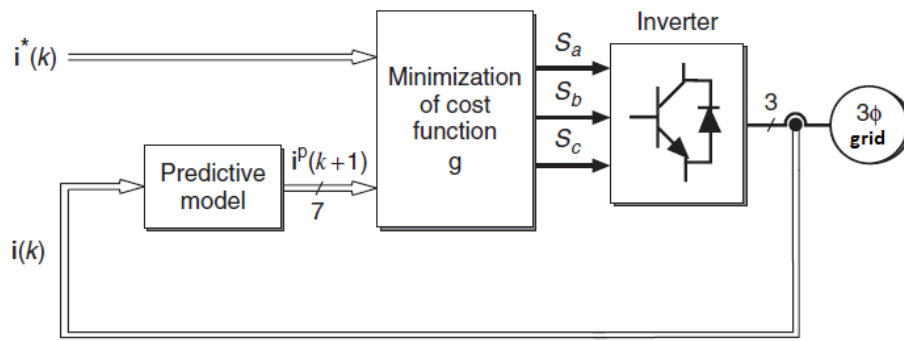 Inverter
i*(k)
Minimization
of cost
function
g
Sa
Sb
Sc
3
3ϕ
grid
Predictive
model
iᵖ(k+1)
7
i(k)